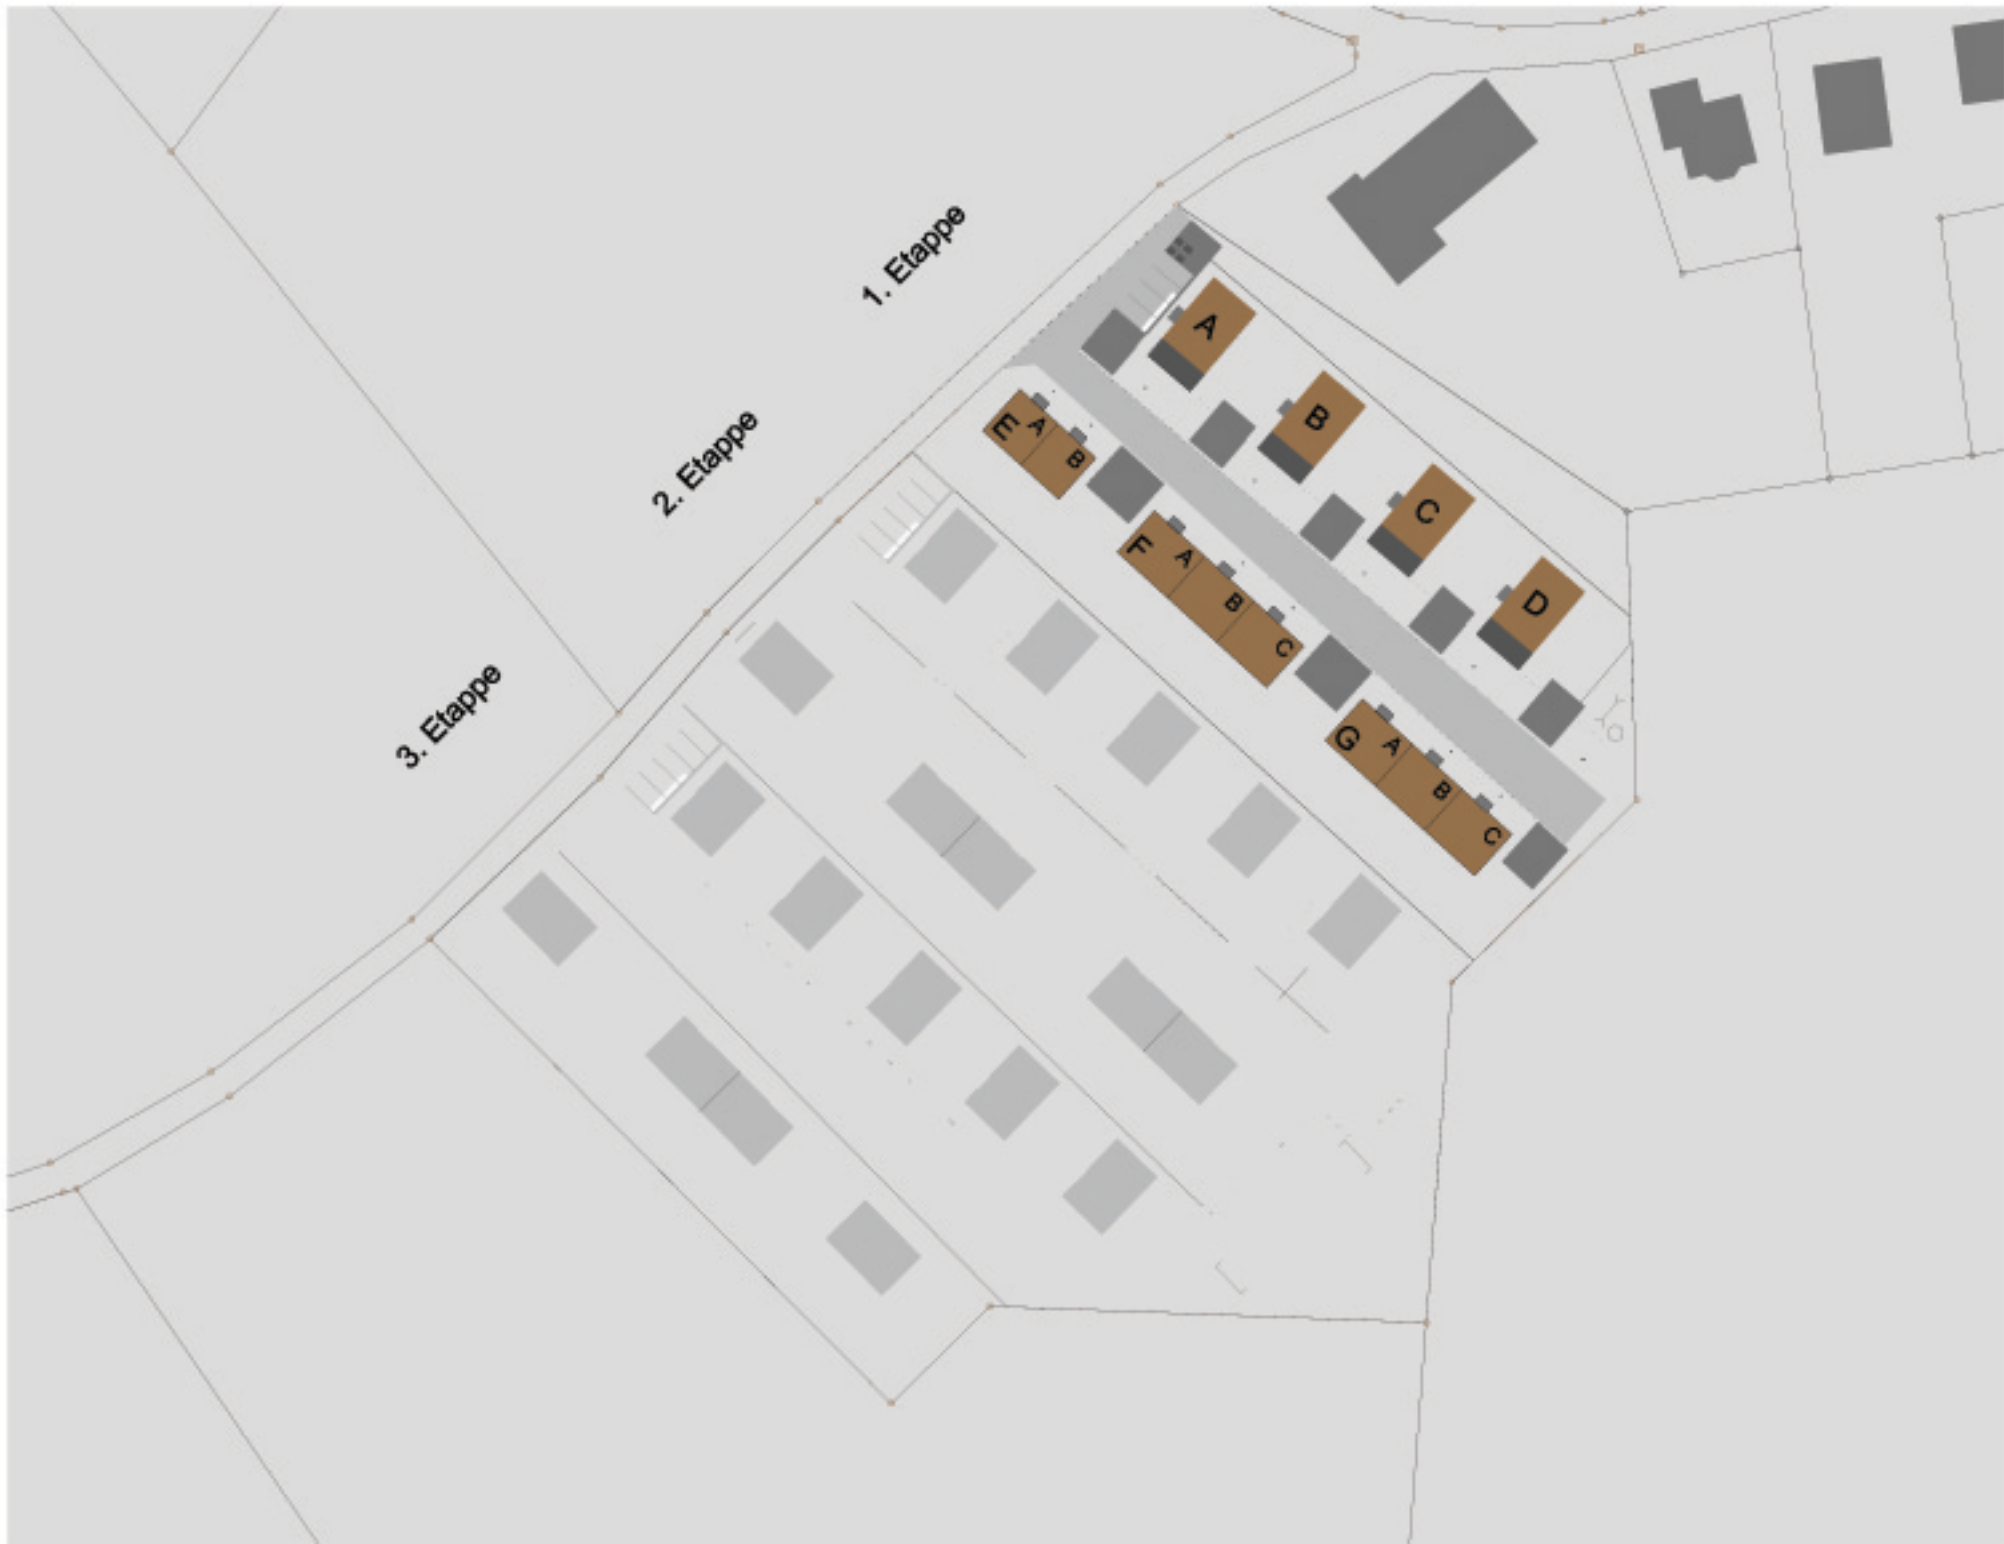 1. Etappe
2. Etappe
3. Etappe
A
B
C
D
E A B
F A B C
G A B C